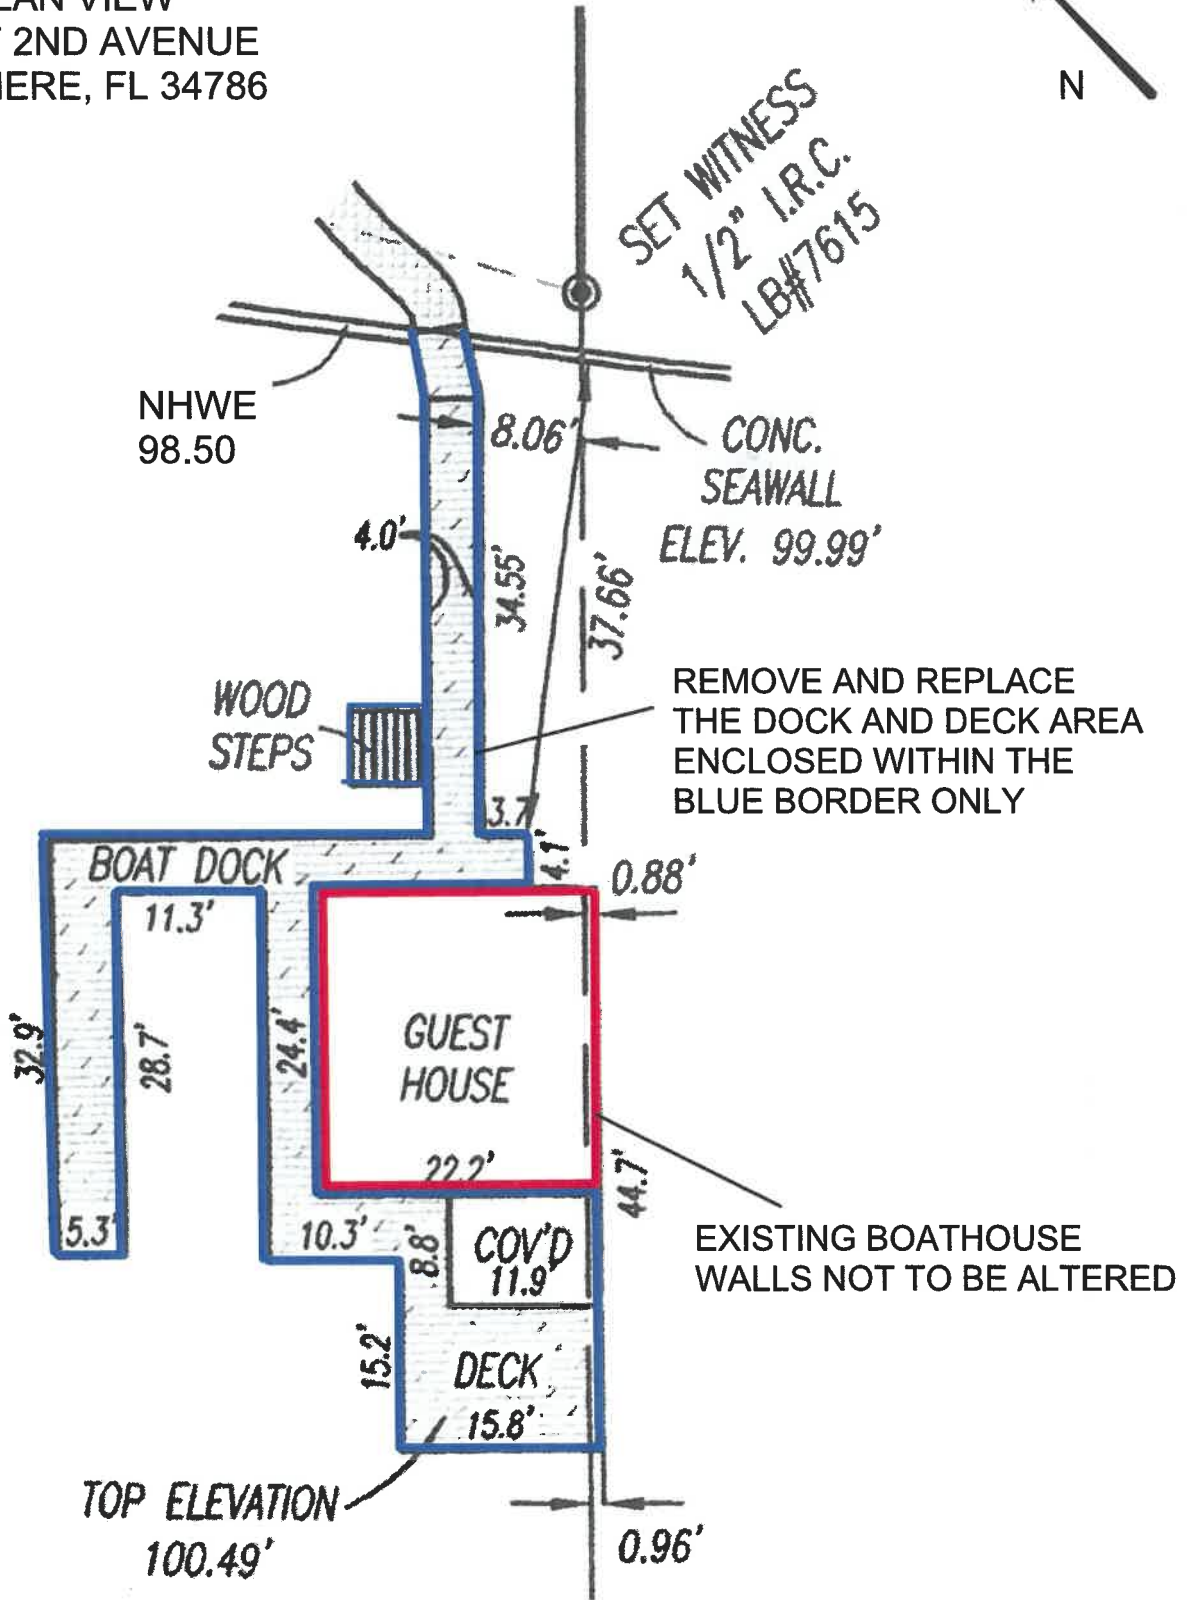 2ND AVENUE
FL 34786
N
SET WITNESS
1/2" I.R.C.
LB#7615
NHWE
98.50
8.06'
CONC.
SEAWALL
ELEV. 99.99'
4.0'
34.55'
37.66'
WOOD
STEPS
REMOVE AND REPLACE
THE DOCK AND DECK AREA
ENCLOSED WITHIN THE
BLUE BORDER ONLY
3.7
4.1'
BOAT DOCK
0.88'
11.3'
32.9'
28.7'
24.4'
GUEST
HOUSE
22.2'
44.7'
5.3'
10.3'
8.8'
COV'D
11.9'
EXISTING BOATHOUSE
WALLS NOT TO BE ALTERED
15.2'
DECK
15.8'
TOP ELEVATION
100.49'
0.96'